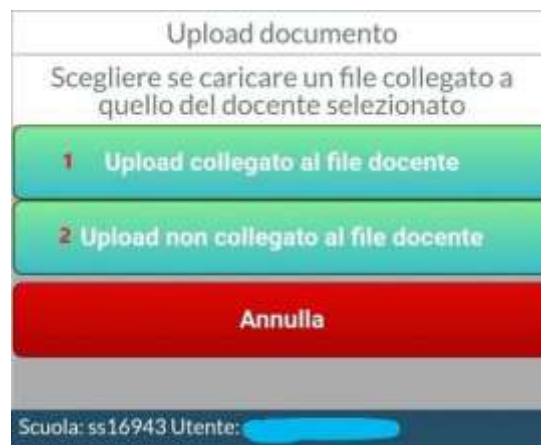 Upload documento
Scegliere se caricare un file collegato a
quello del docente selezionato
1 Upload collegato al file docente
2 Upload non collegato al file docente
Annulla
Scuola: ss16943 Utente: